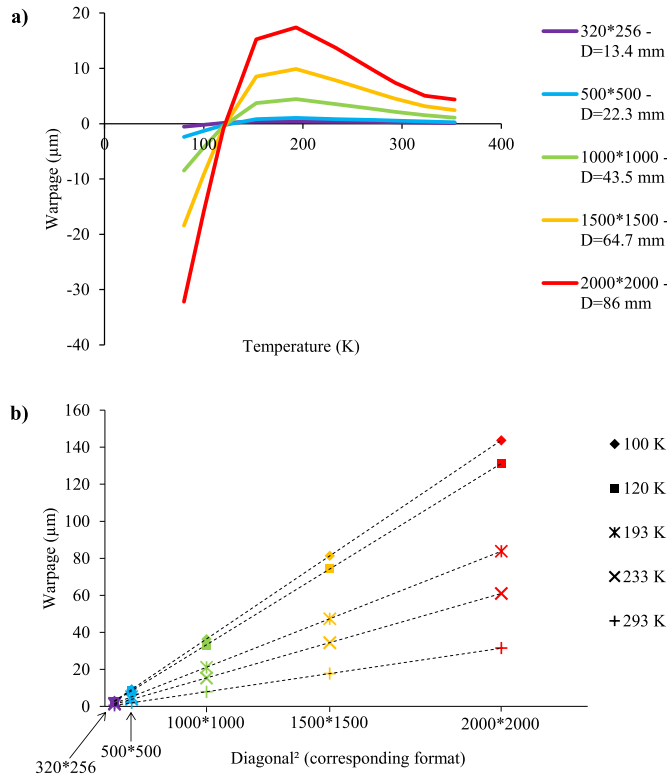 a)
20
10
0
-10
-20
-30
-40
0
100
200
300
400
Warpage (µm)
Temperature (K)
320*256 -
D=13.4 mm
500*500 -
D=22.3 mm
1000*1000 -
D=43.5 mm
1500*1500 -
D=64.7 mm
2000*2000 -
D=86 mm
b)
160
140
120
100
80
60
40
20
0
Warpage (µm)
1000*1000
1500*1500
2000*2000
500*500
320*256
Diagonal² (corresponding format)
100 K
120 K
193 K
233 K
293 K